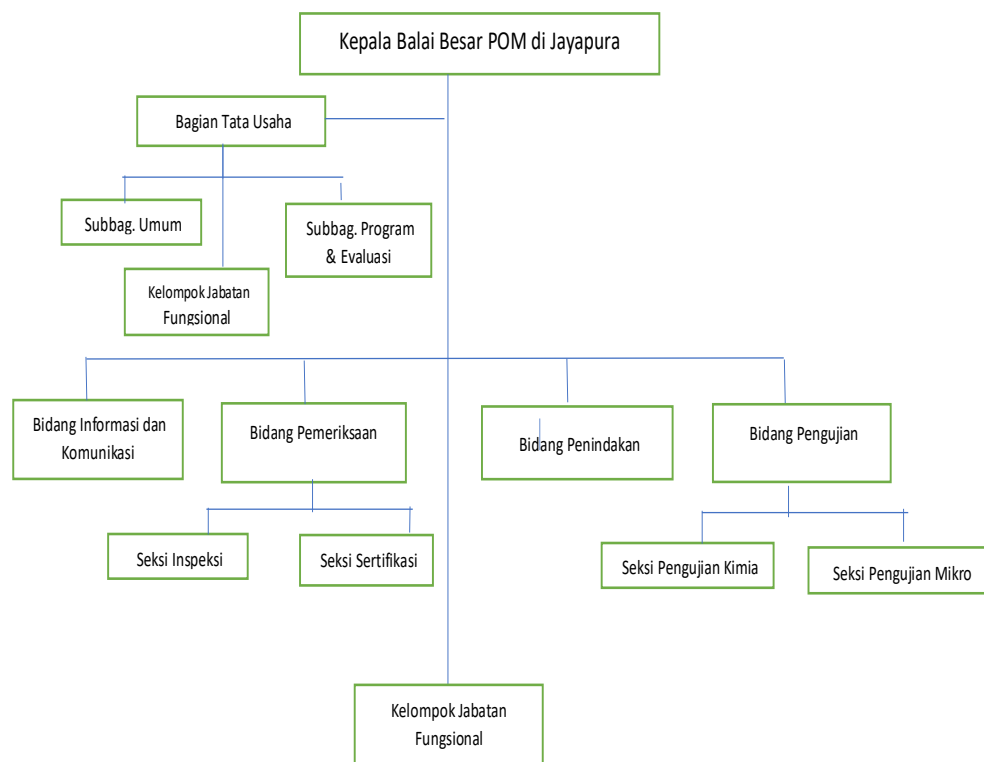 Kepala Balai Besar POM di Jayapura
Bagian Tata Usaha
Subbag. Umum
Subbag. Program
& Evaluasi
Kelompok Jabatan
Fungsional
Bidang Informasi dan
Komunikasi
Bidang Pemeriksaan
Bidang Penindakan
Bidang Pengujian
Seksi Inspeksi
Seksi Sertifikasi
Seksi Pengujian Kimia
Seksi Pengujian Mikro
Kelompok Jabatan
Fungsional